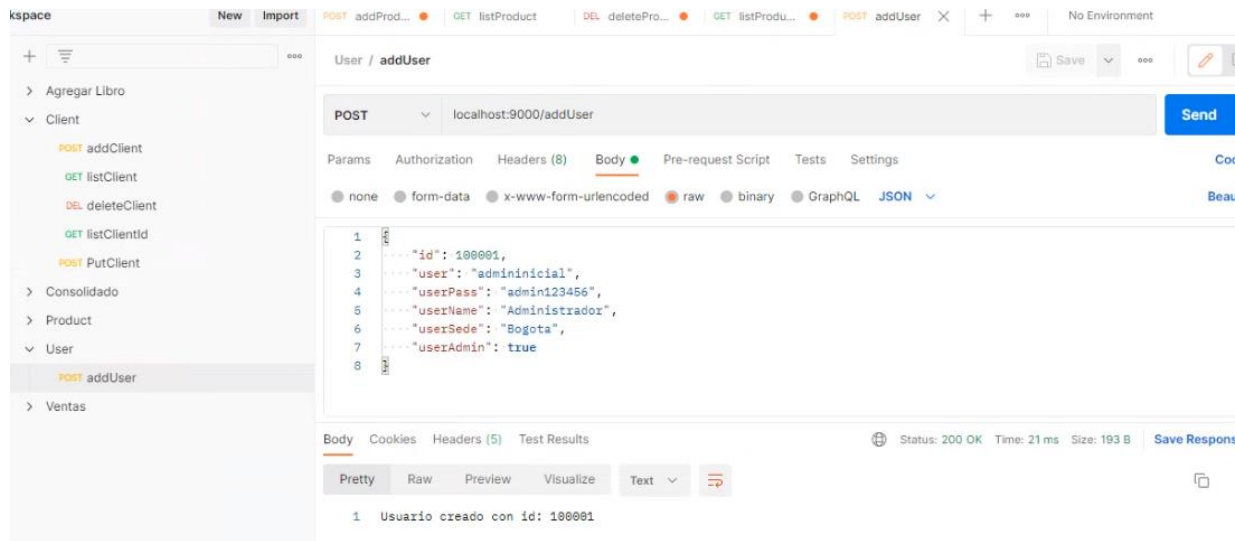 kspace New Import POST addProd... GET listProduct DEL deletePro... GET listProdu... POST addUser No Environment
User / addUser Save
Agregar Libro
Client
POST addClient
GET listClient
DEL deleteClient
GET listClientId
POST PutClient
Consolidado
Product
User
POST addUser
Ventas
POST localhost:9000/addUser Send
Params Authorization Headers (8) Body Pre-request Script Tests Settings Coo
none form-data x-www-form-urlencoded raw binary GraphQL JSON Beau
1 {
2 "id": 100001,
3 "user": "admininicial",
4 "userPass": "admin123456",
5 "userName": "Administrador",
6 "userSede": "Bogota",
7 "userAdmin": true
8 }
Body Cookies Headers (5) Test Results Status: 200 OK Time: 21 ms Size: 193 B Save Respons
Pretty Raw Preview Visualize Text
1 Usuario creado con id: 100001